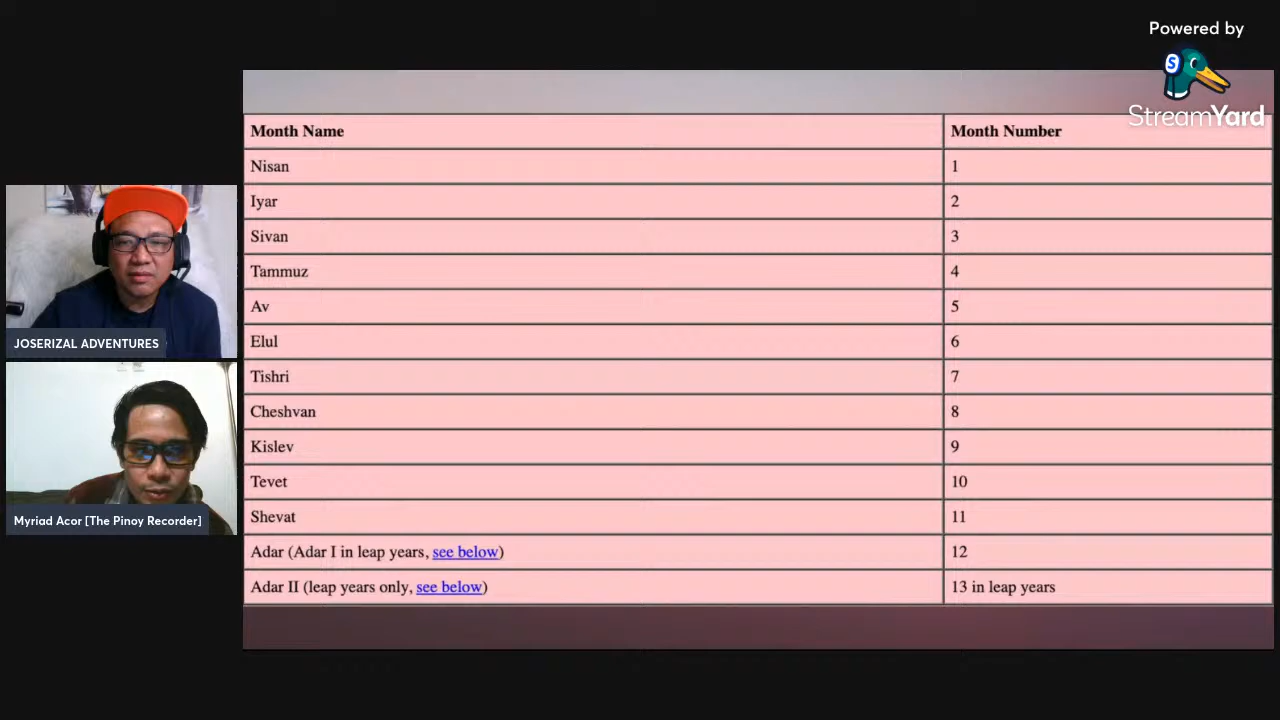 Powered by
StreamYard
Month Name Month Number
Nisan 1
Iyar 2
Sivan 3
Tammuz 4
Av 5
Elul 6
Tishri 7
Cheshvan 8
Kislev 9
Tevet 10
Shevat 11
Adar (Adar I in leap years, see below) 12
Adar II (leap years only, see below) 13 in leap years
JOSERIZAL ADVENTURES
Myriad Acor [The Pinoy Recorder]